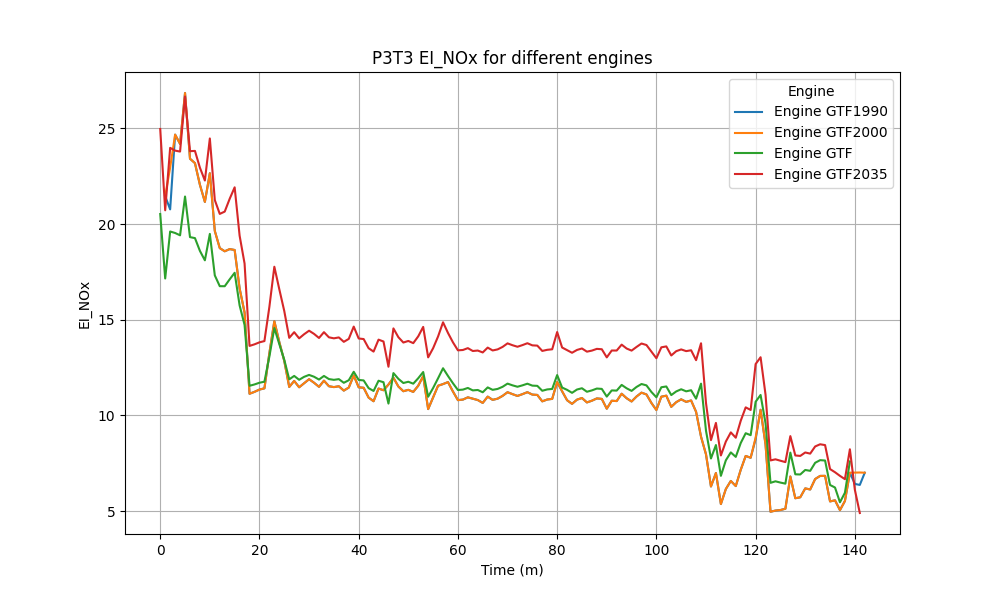 P3T3 EI_NOx for different engines
Engine
Engine GTF1990
Engine GTF2000
Engine GTF
Engine GTF2035
EI_NOx
25
20
15
10
5
0 20 40 60 80 100 120 140
Time (m)